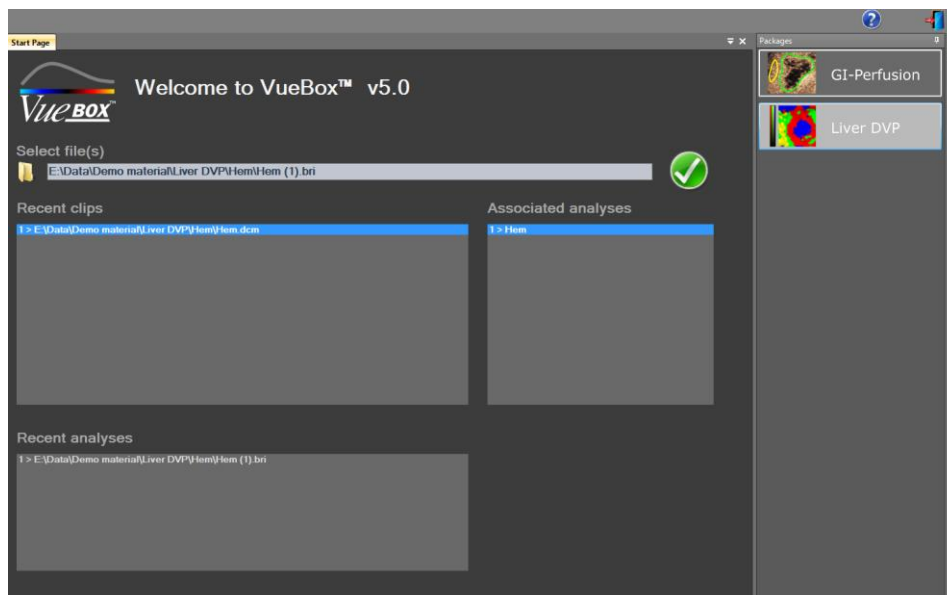 ?
Start Page
Packages
VUEBOX™
Welcome to VueBox™ v5.0
GI-Perfusion
Liver DVP
Select file(s)
E:\Data\Demo material\Liver DVP\Hem\Hem (1).bri
Recent clips
Associated analyses
1 > E:\Data\Demo material\Liver DVP\Hem\Hem.dcm
1 > Hem
Recent analyses
1 > E:\Data\Demo material\Liver DVP\Hem\Hem (1).bri